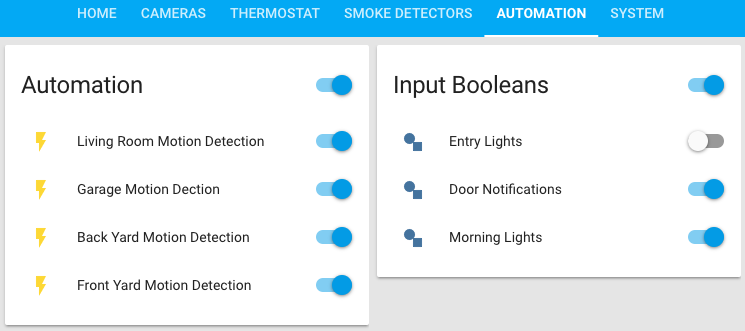 HOME CAMERAS THERMOSTAT SMOKE DETECTORS AUTOMATION SYSTEM
Automation
Living Room Motion Detection
Garage Motion Dection
Back Yard Motion Detection
Front Yard Motion Detection
Input Booleans
Entry Lights
Door Notifications
Morning Lights